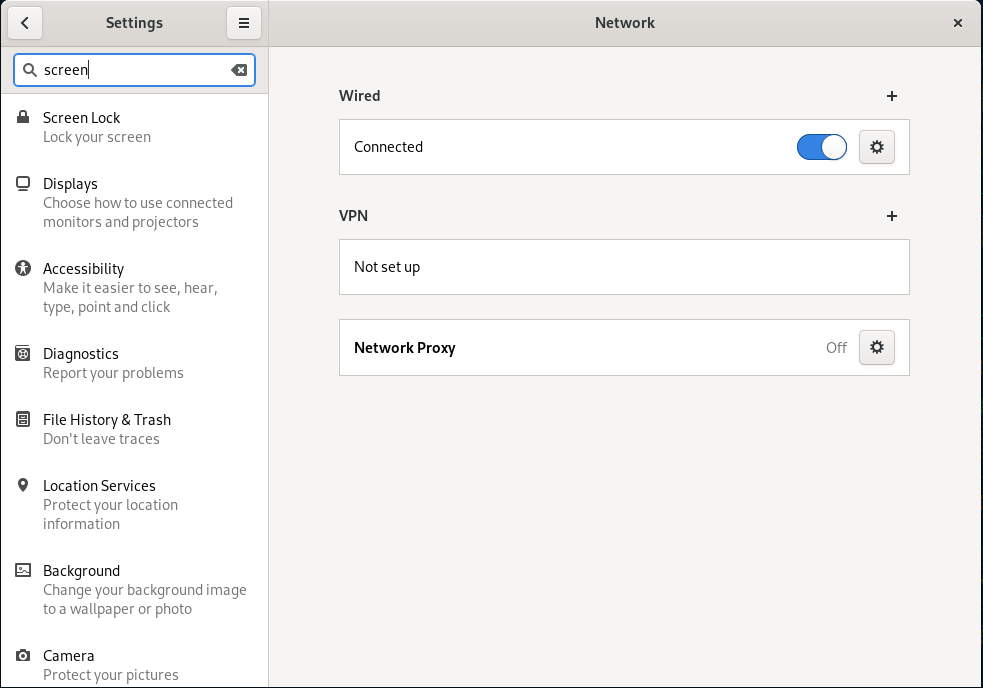 Settings
Network
screen
Screen Lock
Lock your screen
Displays
Choose how to use connected
monitors and projectors
Accessibility
Make it easier to see, hear,
type, point and click
Diagnostics
Report your problems
File History & Trash
Don't leave traces
Location Services
Protect your location
information
Background
Change your background image
to a wallpaper or photo
Camera
Protect your pictures
Wired
Connected
VPN
Not set up
Network Proxy
Off